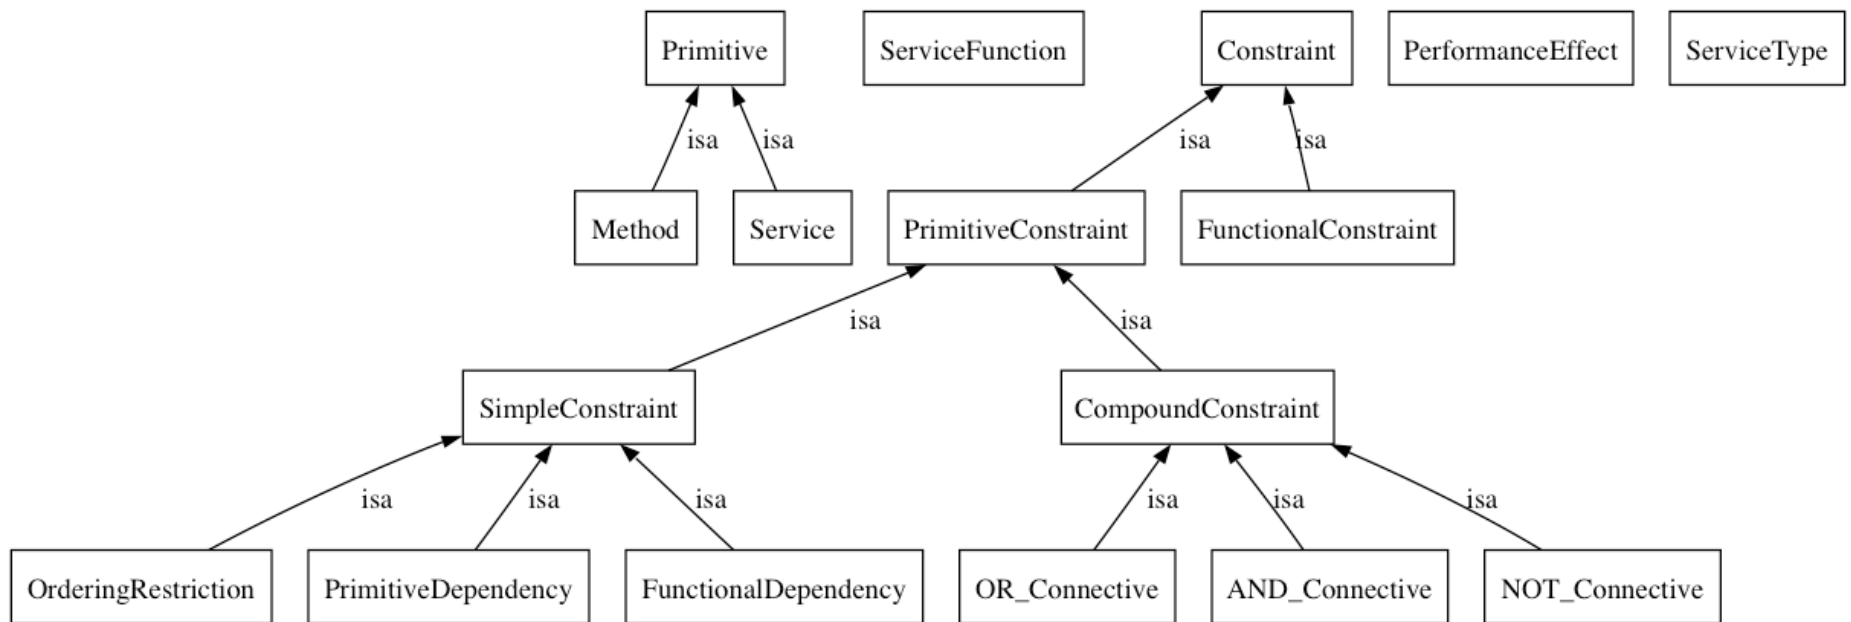 Primitive
ServiceFunction
Constraint
PerformanceEffect
ServiceType
isa
isa
isa
isa
Method
Service
PrimitiveConstraint
FunctionalConstraint
isa
isa
SimpleConstraint
CompoundConstraint
isa
isa
isa
isa
isa
isa
OrderingRestriction
PrimitiveDependency
FunctionalDependency
OR_Connective
AND_Connective
NOT_Connective